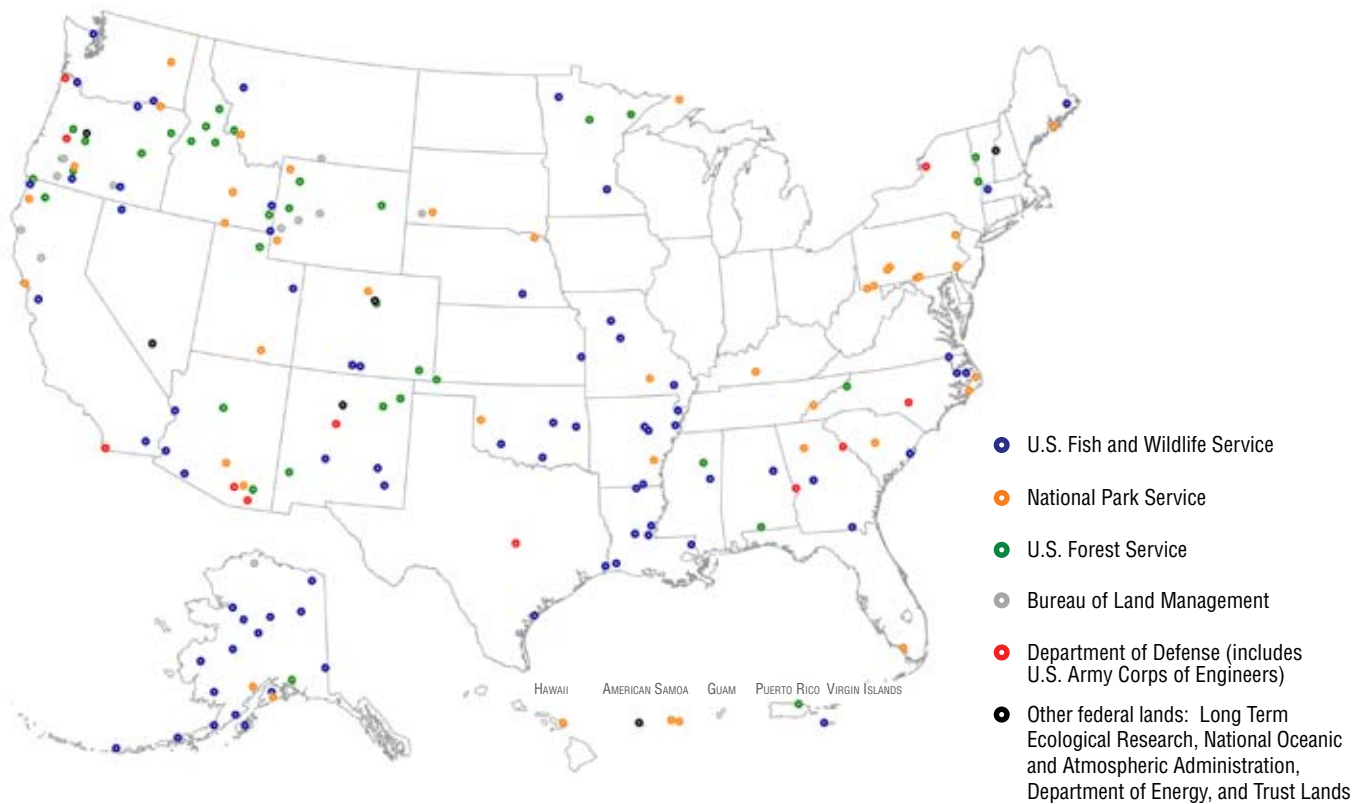 U.S. Fish and Wildlife Service
National Park Service
U.S. Forest Service
Bureau of Land Management
Department of Defense (includes
U.S. Army Corps of Engineers)
HAWAII AMERICAN SAMOA GUAM PUERTO RICO VIRGIN ISLANDS
Other federal lands: Long Term
Ecological Research, National Oceanic
and Atmospheric Administration,
Department of Energy, and Trust Lands